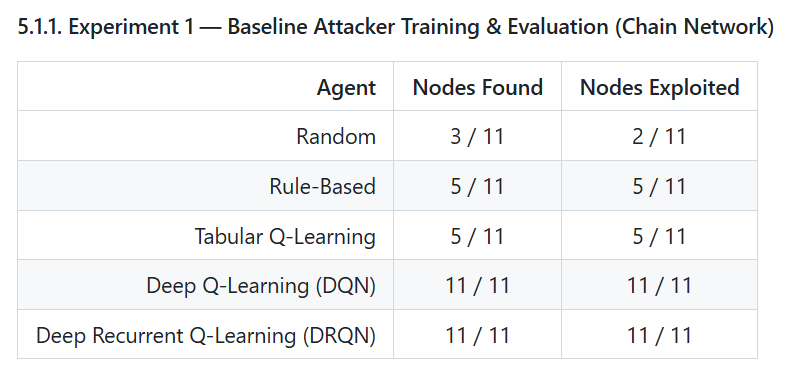 5.1.1. Experiment 1 — Baseline Attacker Training & Evaluation (Chain Network)
Agent Nodes Found Nodes Exploited
Random 3 / 11 2 / 11
Rule-Based 5 / 11 5 / 11
Tabular Q-Learning 5 / 11 5 / 11
Deep Q-Learning (DQN) 11 / 11 11 / 11
Deep Recurrent Q-Learning (DRQN) 11 / 11 11 / 11